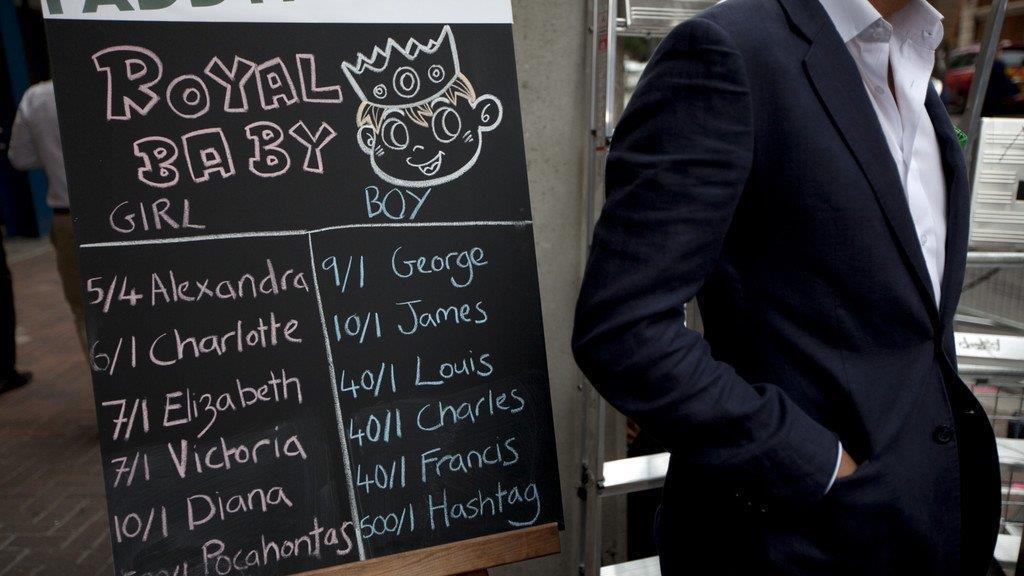 ROYAL
BABY
GIRL
BOY
5/4 Alexandra
6/1 Charlotte
7/1 Elizabeth
7/1 Victoria
10/1 Diana
Pocahontas
9/1 George
10/1 James
40/1 Louis
40/1 Charles
40/1 Francis
500/1 Hashtag